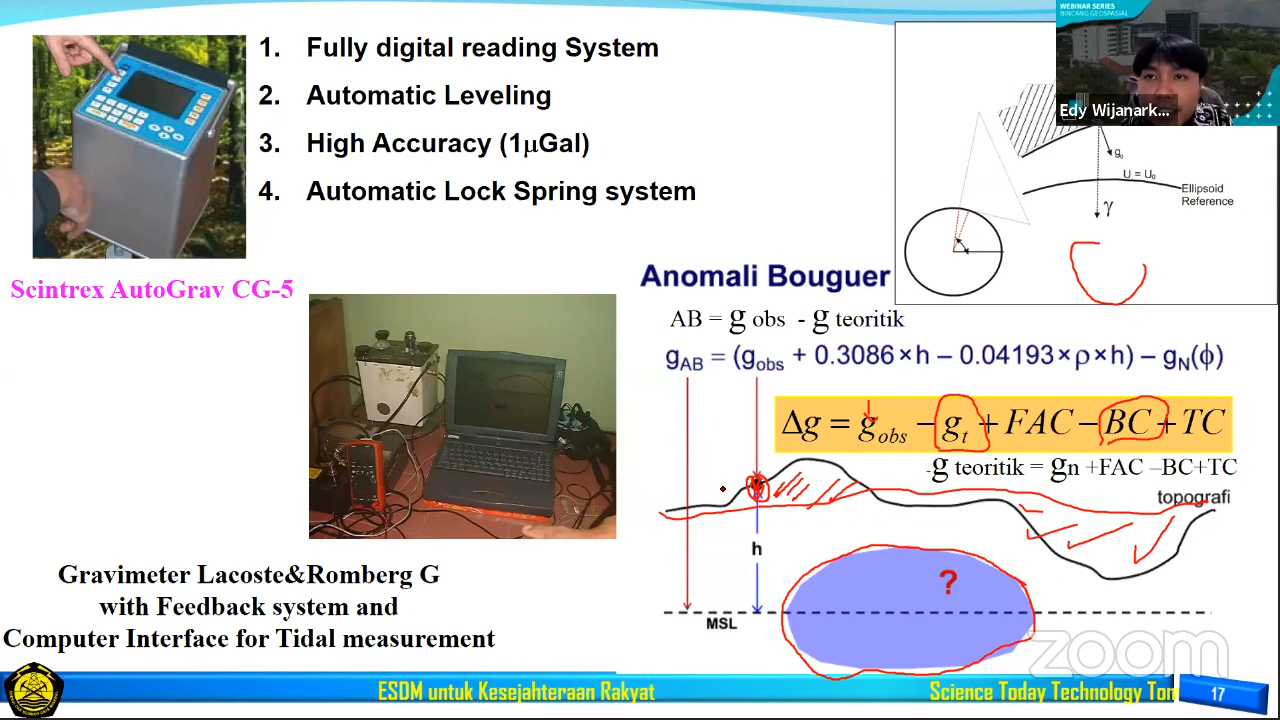 1. Fully digital reading System
2. Automatic Leveling
3. High Accuracy (1μGal)
4. Automatic Lock Spring system
Scintrex AutoGrav CG-5
WEBINAR SERIES
BINCANG GEOSPASIAL
Edy Wijanark...
g₀
U = U₀
Ellipsoid
Reference
γ
Anomali Bouguer
AB = g obs - g teoritik
gAB = (gobs + 0.3086×h – 0.04193×ρ×h) – gN(ϕ)
Δg = gobs − gt + FAC − BC + TC
-g teoritik = gn +FAC –BC+TC
topografi
h
?
MSL
Gravimeter Lacoste&Romberg G
with Feedback system and
Computer Interface for Tidal measurement
zoom
ESDM untuk Kesejahteraan Rakyat
Science Today Technology Tom
17